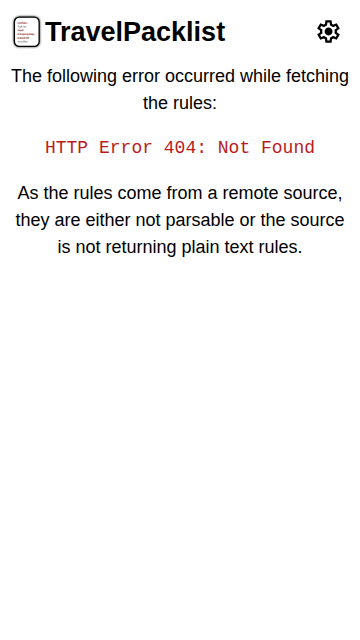 TravelPacklist
The following error occurred while fetching
the rules:
HTTP Error 404: Not Found
As the rules come from a remote source,
they are either not parsable or the source
is not returning plain text rules.